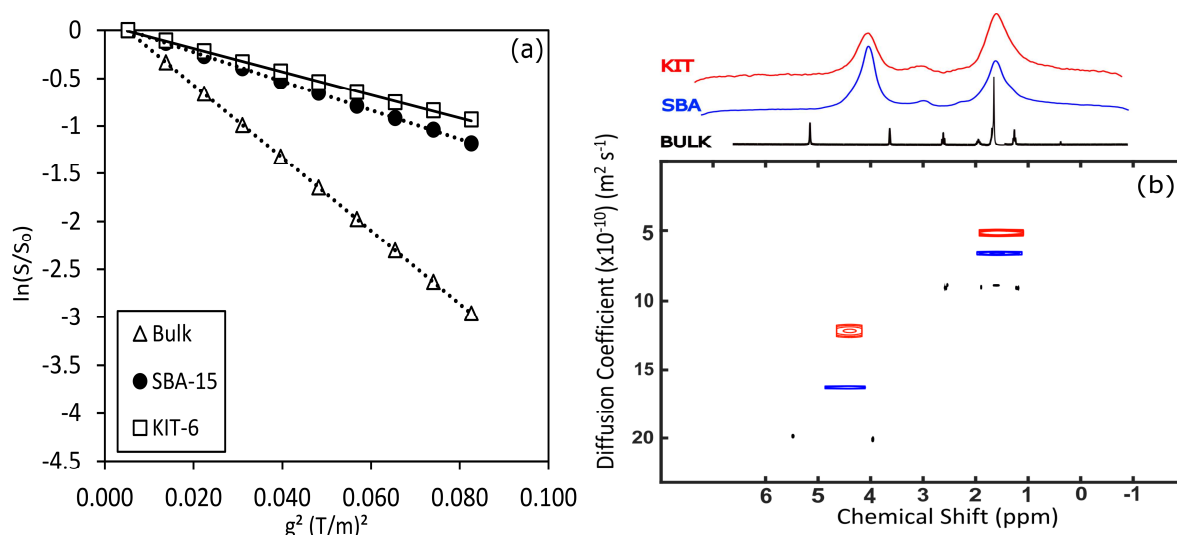 (a)
0
-0.5
-1
-1.5
-2
-2.5
-3
-3.5
-4
-4.5
ln(s/s₀)
Bulk
SBA-15
KIT-6
0.000 0.020 0.040 0.060 0.080 0.100
g² (T/m)²
KIT
SBA
BULK
(b)
5
10
15
20
Diffusion Coefficient (x10⁻¹⁰) (m² s⁻¹)
6 5 4 3 2 1 0 -1
Chemical Shift (ppm)